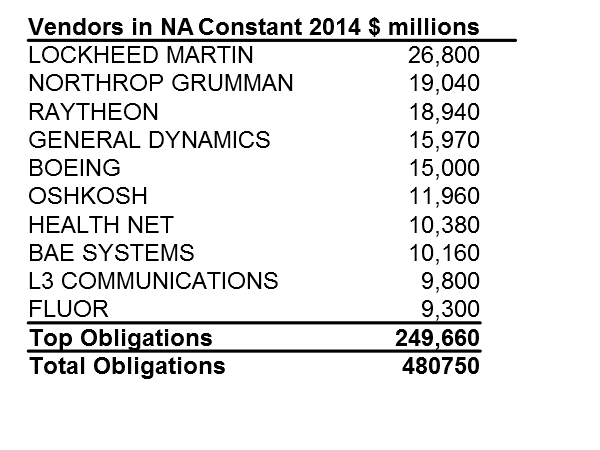 Vendors in NA Constant 2014 $ millions
LOCKHEED MARTIN 26,800
NORTHROP GRUMMAN 19,040
RAYTHEON 18,940
GENERAL DYNAMICS 15,970
BOEING 15,000
OSHKOSH 11,960
HEALTH NET 10,380
BAE SYSTEMS 10,160
L3 COMMUNICATIONS 9,800
FLUOR 9,300
Top Obligations 249,660
Total Obligations 480750